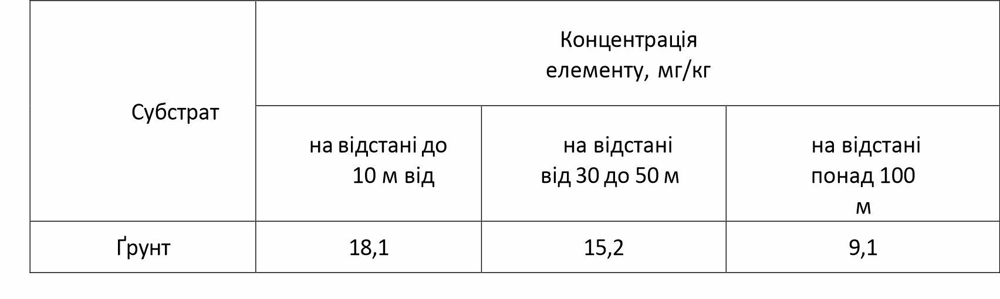 Концентрація
елементу, мг/кг
Субстрат
на відстані до
10 м від
на відстані
від 30 до 50 м
на відстані
понад 100
м
Ґрунт
18,1
15,2
9,1